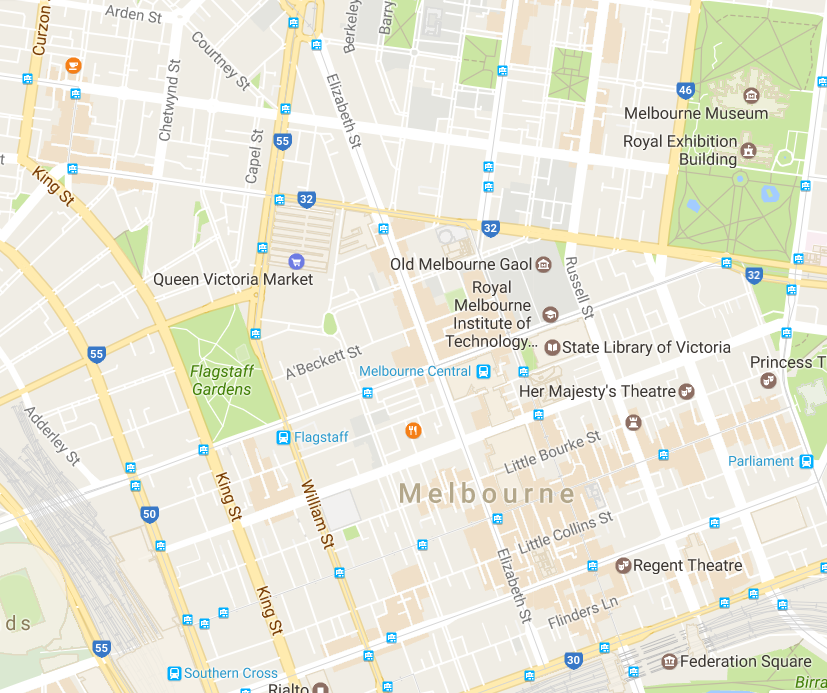 Arden St
Curzon
Berkeley
Barry
Courtney St
Chetwynd St
Elizabeth St
Capel St
46
Melbourne Museum
Royal Exhibition
Building
55
t
King St
32
32
32
Queen Victoria Market
Old Melbourne Gaol
Royal
Melbourne
Institute of
Technology...
Russell St
State Library of Victoria
55
A'Beckett St
Flagstaff
Gardens
Melbourne Central
Princess T
Her Majesty's Theatre
Adderley St
Flagstaff
Little Bourke St
Parliament
King St
William St
Melbourne
50
Little Collins St
Elizabeth St
Regent Theatre
King St
Flinders Ln
ds
55
30
Federation Square
Southern Cross
Rialto
Birra